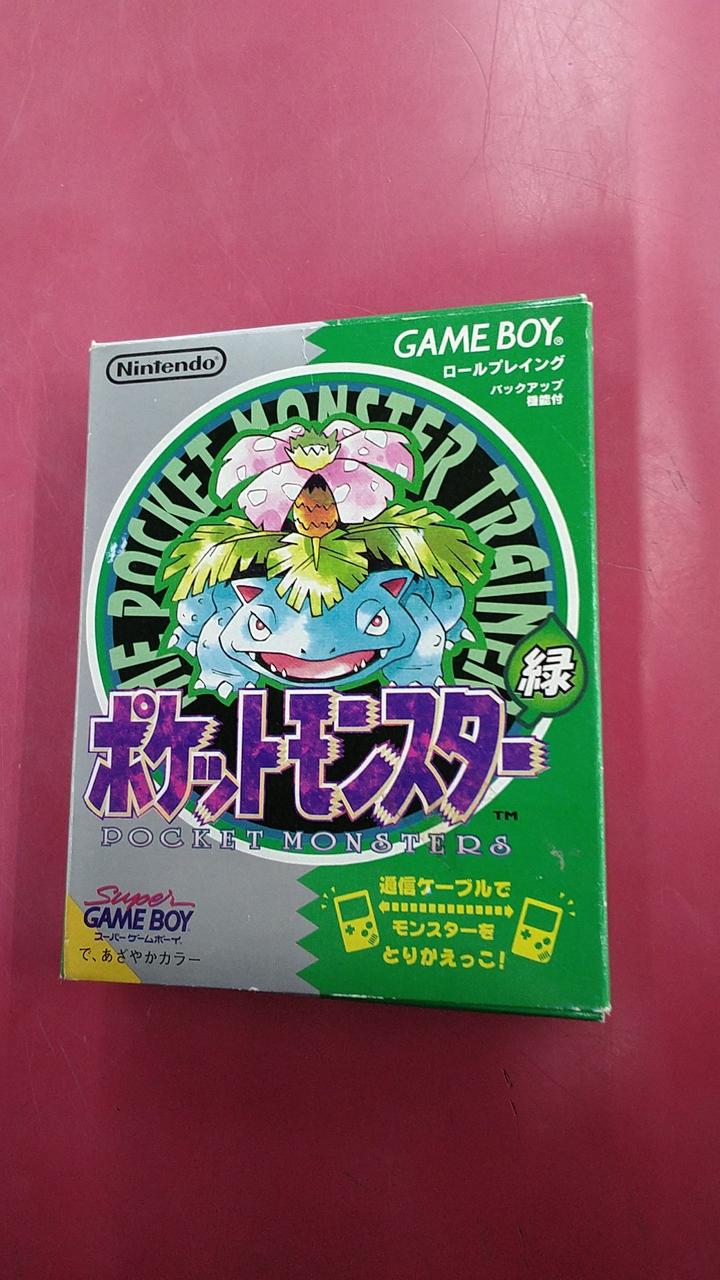 Nintendo®
GAME BOY®
ロールプレイング
バックアップ
機能付
THE POCKET MONSTER TRAINER
緑
ポケットモンスター
TM
POCKET MONSTERS
Super
GAME BOY
スーパーゲームボーイ
で、あざやかカラー
通信ケーブルで
モンスターを
とりかえっこ!